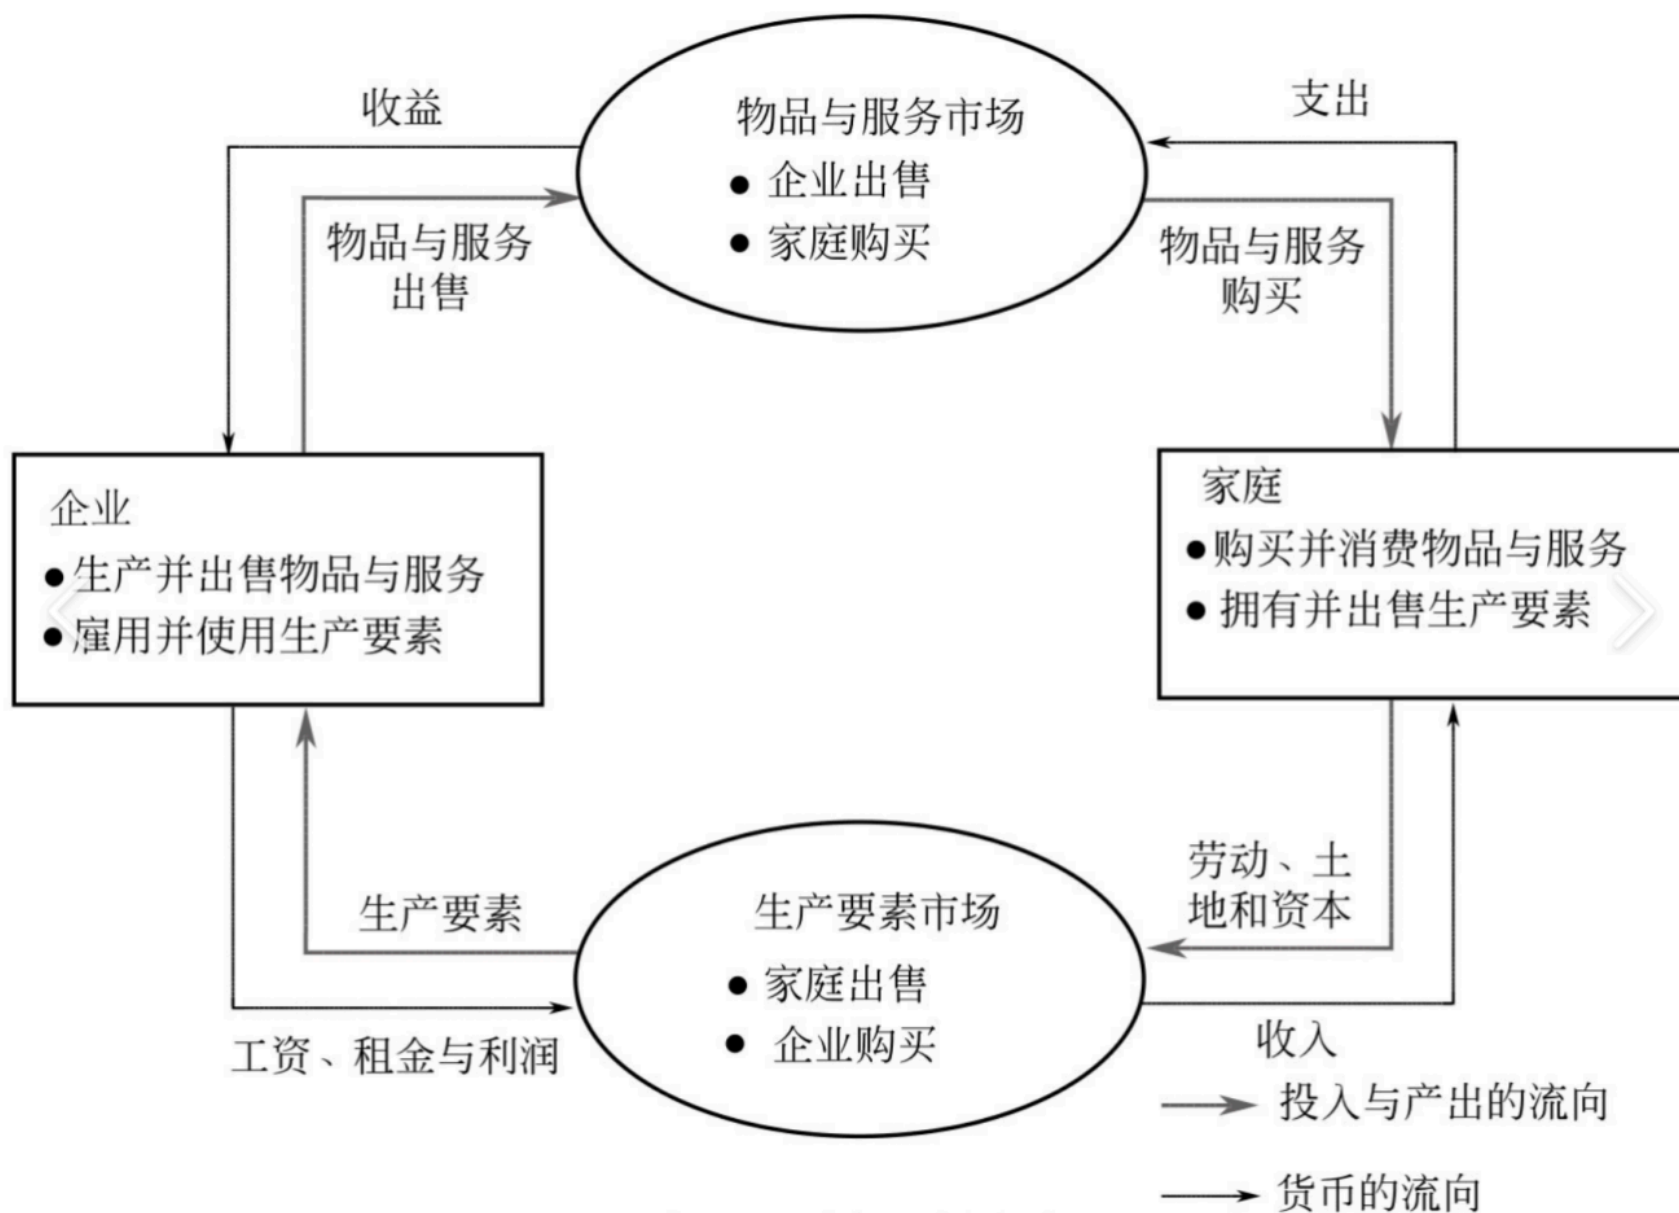 收益
支出
物品与服务市场
● 企业出售
● 家庭购买
物品与服务
出售
物品与服务
购买
企业
●生产并出售物品与服务
●雇用并使用生产要素
家庭
●购买并消费物品与服务
● 拥有并出售生产要素
生产要素
生产要素市场
● 家庭出售
● 企业购买
劳动、土
地和资本
工资、租金与利润
收入
投入与产出的流向
货币的流向